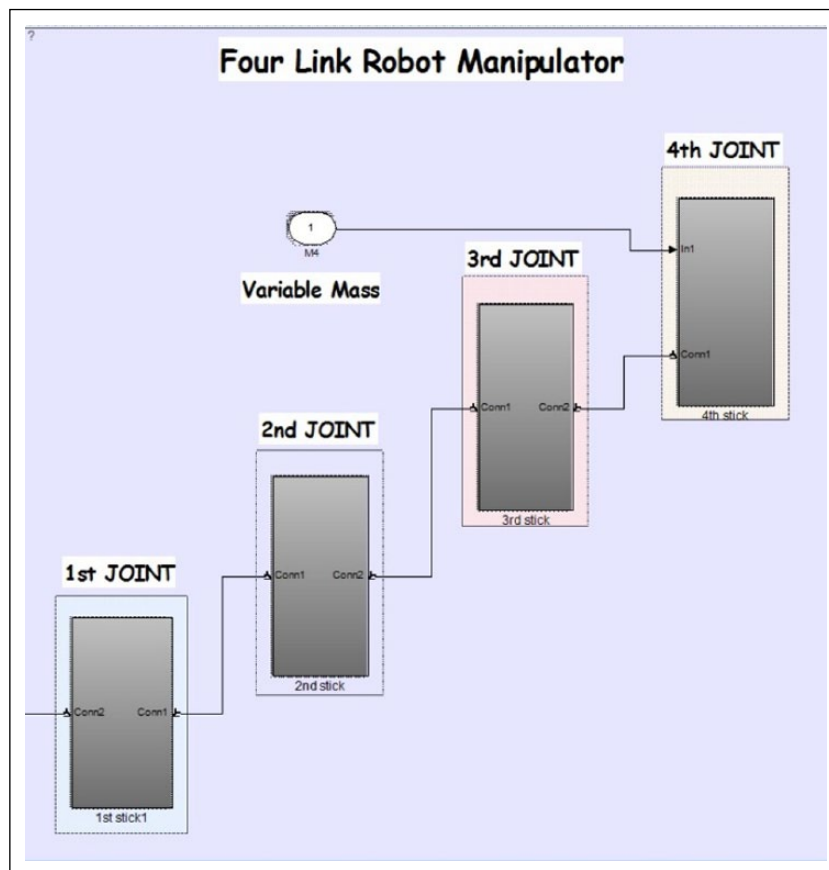 ?
Four Link Robot Manipulator
4th JOINT
1
M4
In1
3rd JOINT
Variable Mass
Conn1
4th stick
Conn1 Conn2
2nd JOINT
3rd stick
Conn1 Conn2
1st JOINT
2nd stick
Conn2 Conn1
1st stick1